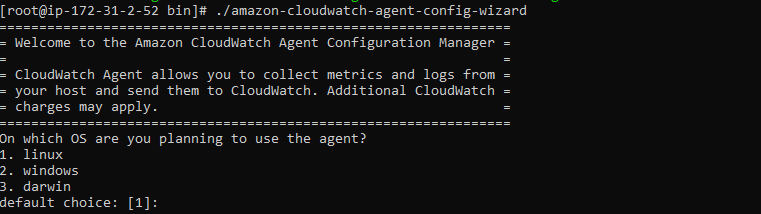 [root@ip-172-31-2-52 bin]# ./amazon-cloudwatch-agent-config-wizard
================================================================
= Welcome to the Amazon CloudWatch Agent Configuration Manager =
=                                                              =
= CloudWatch Agent allows you to collect metrics and logs from =
= your host and send them to CloudWatch. Additional CloudWatch =
= charges may apply.                                           =
================================================================
On which OS are you planning to use the agent?
1. linux
2. windows
3. darwin
default choice: [1]: